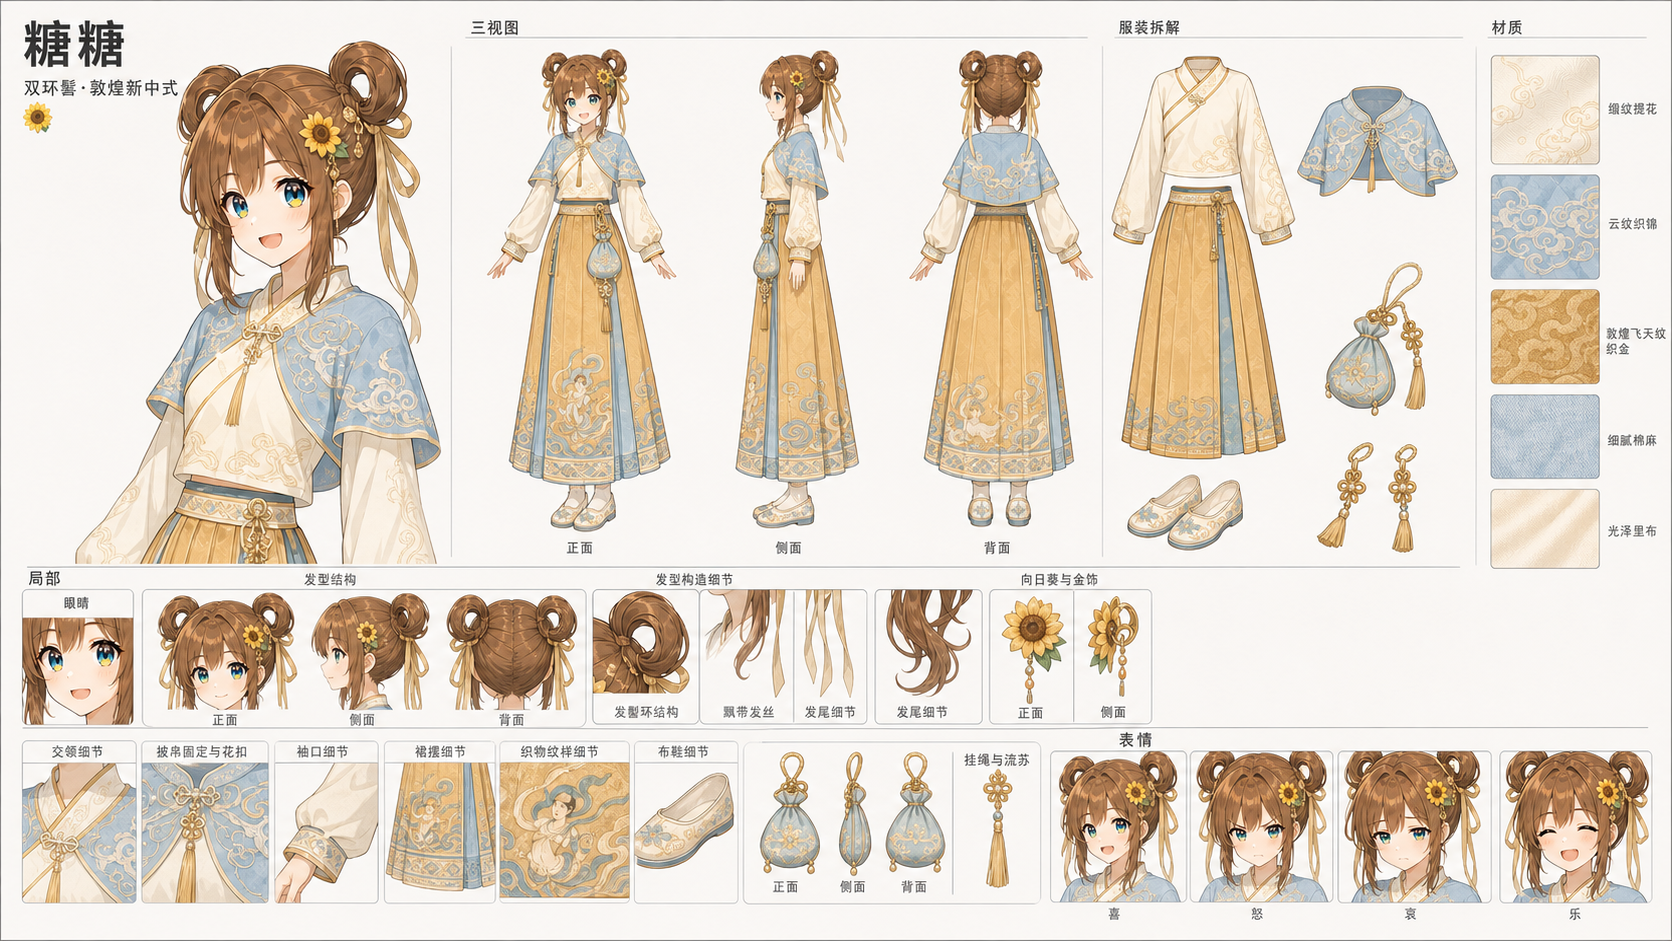 糖糖
双环髻·敦煌新中式
三视图
正面
侧面
背面
服装拆解
材质
缎纹提花
云纹织锦
敦煌飞天纹
织金
细腻棉麻
光泽里布
局部
眼睛
发型结构
正面
侧面
背面
发型构造细节
发髻环结构
飘带发丝
发尾细节
发尾细节
向日葵与金饰
正面
侧面
交领细节
披帛固定与花扣
袖口细节
裙摆细节
织物纹样细节
布鞋细节
正面
侧面
背面
挂绳与流苏
表情
喜
怒
哀
乐